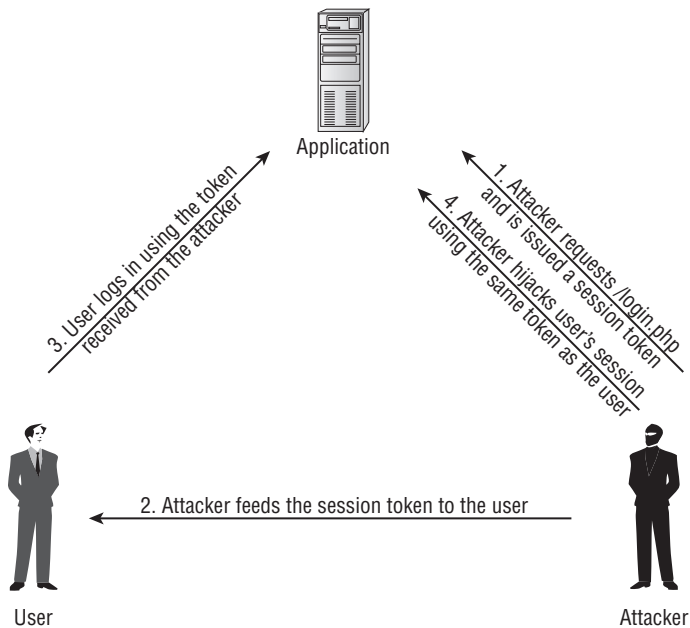 Application
1. Attacker requests /login.php
and is issued a session token
4. Attacker hijacks user's session
using the same token as the user
3. User logs in using the token
received from the attacker
2. Attacker feeds the session token to the user
User
Attacker